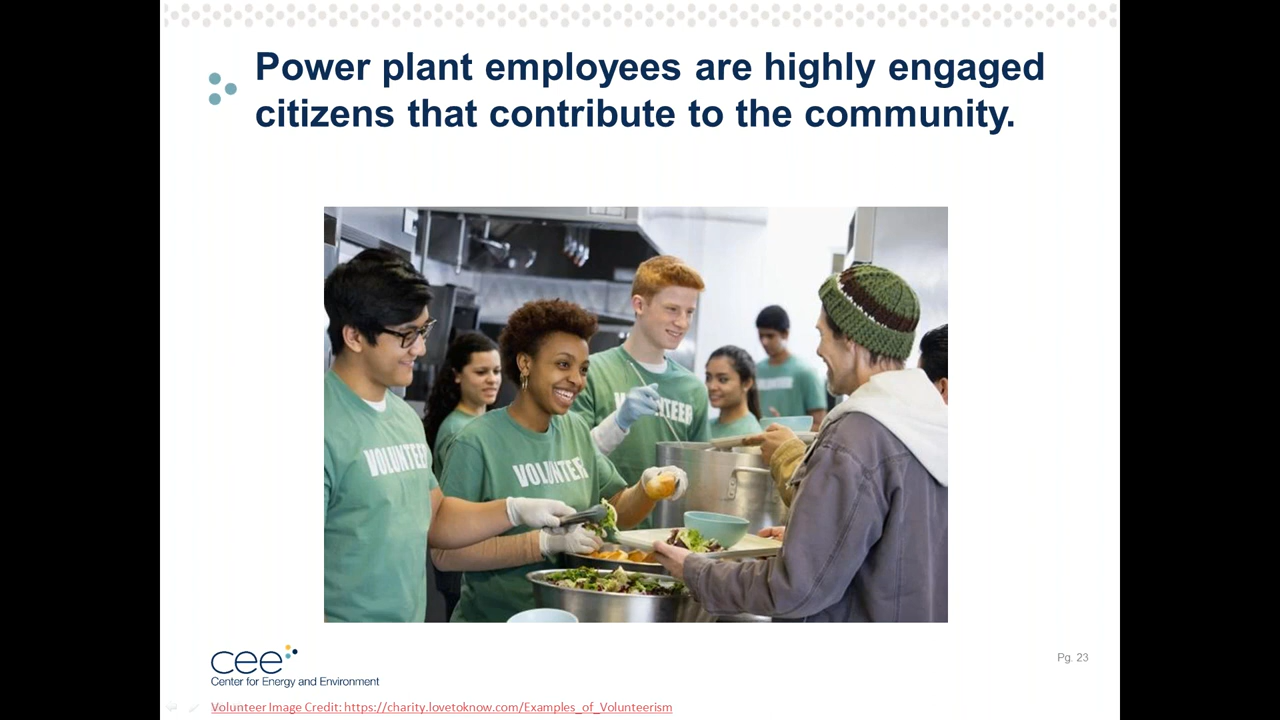 Power plant employees are highly engaged
citizens that contribute to the community.
VOLUNTEER
VOLUNTEER
VOLUNTEER
VOLUNTEER
cee
Center for Energy and Environment
Pg. 23
Volunteer Image Credit: https://charity.lovetoknow.com/Examples_of_Volunteerism